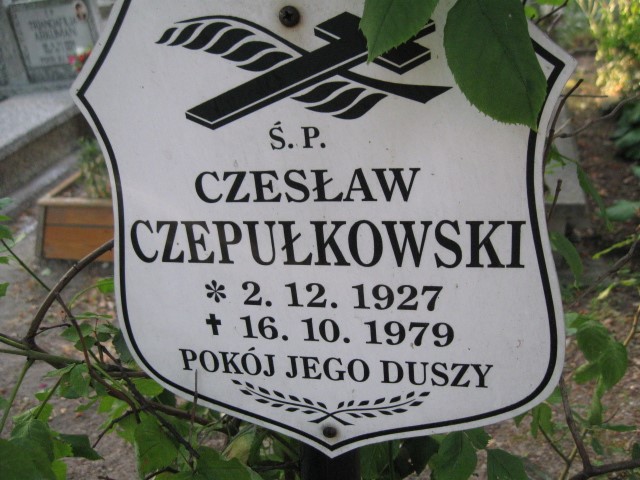 Ś. P.
CZESŁAW
CZEPUŁKOWSKI
* 2. 12. 1927
✝ 16. 10. 1979
POKÓJ JEGO DUSZY